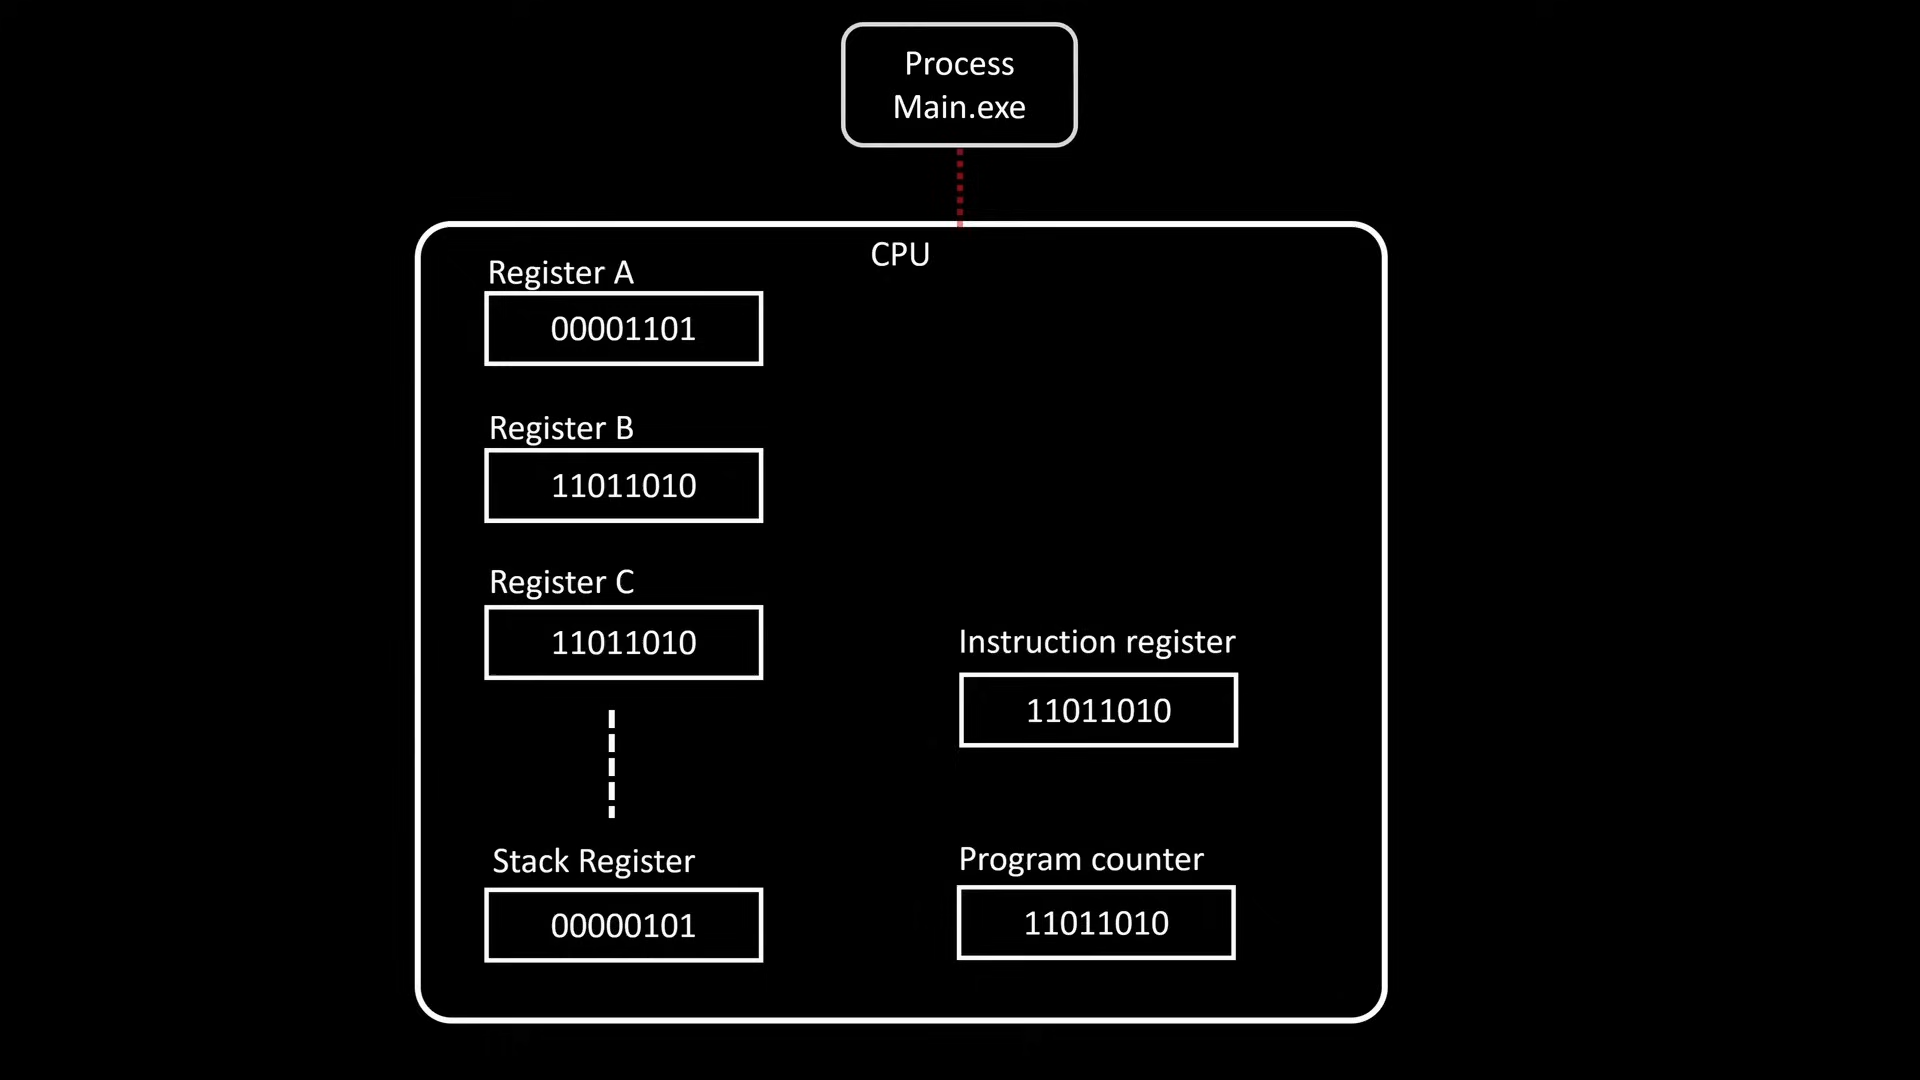 Process
Main.exe
CPU
Register A
00001101
Register B
11011010
Register C
11011010
Instruction register
11011010
Stack Register
00000101
Program counter
11011010